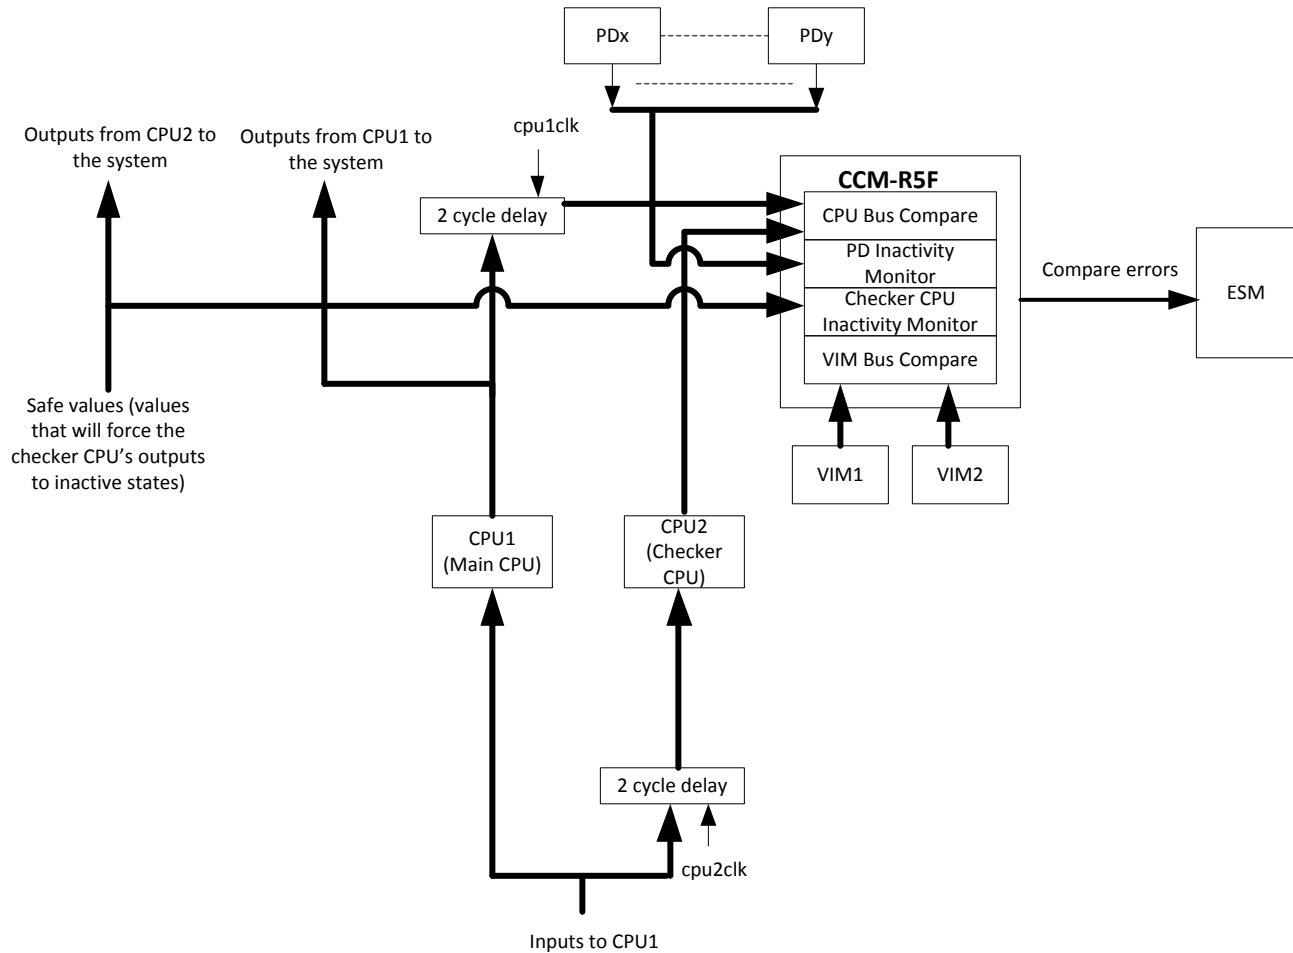 PDx
PDy
Outputs from CPU2 to
the system
Outputs from CPU1 to
the system
cpu1clk
2 cycle delay
CCM-R5F
CPU Bus Compare
PD Inactivity
Monitor
Checker CPU
Inactivity Monitor
VIM Bus Compare
Compare errors
ESM
Safe values (values
that will force the
checker CPU's outputs
to inactive states)
VIM1
VIM2
CPU1
(Main CPU)
CPU2
(Checker
CPU)
2 cycle delay
cpu2clk
Inputs to CPU1